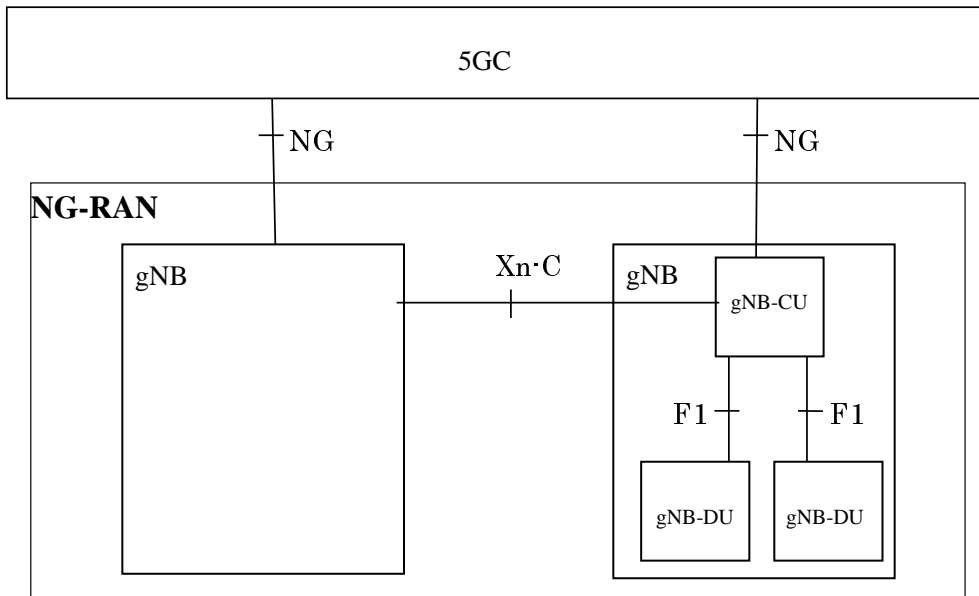 5GC
NG
NG
NG-RAN
gNB
Xn-C
gNB
gNB-CU
F1
F1
gNB-DU
gNB-DU